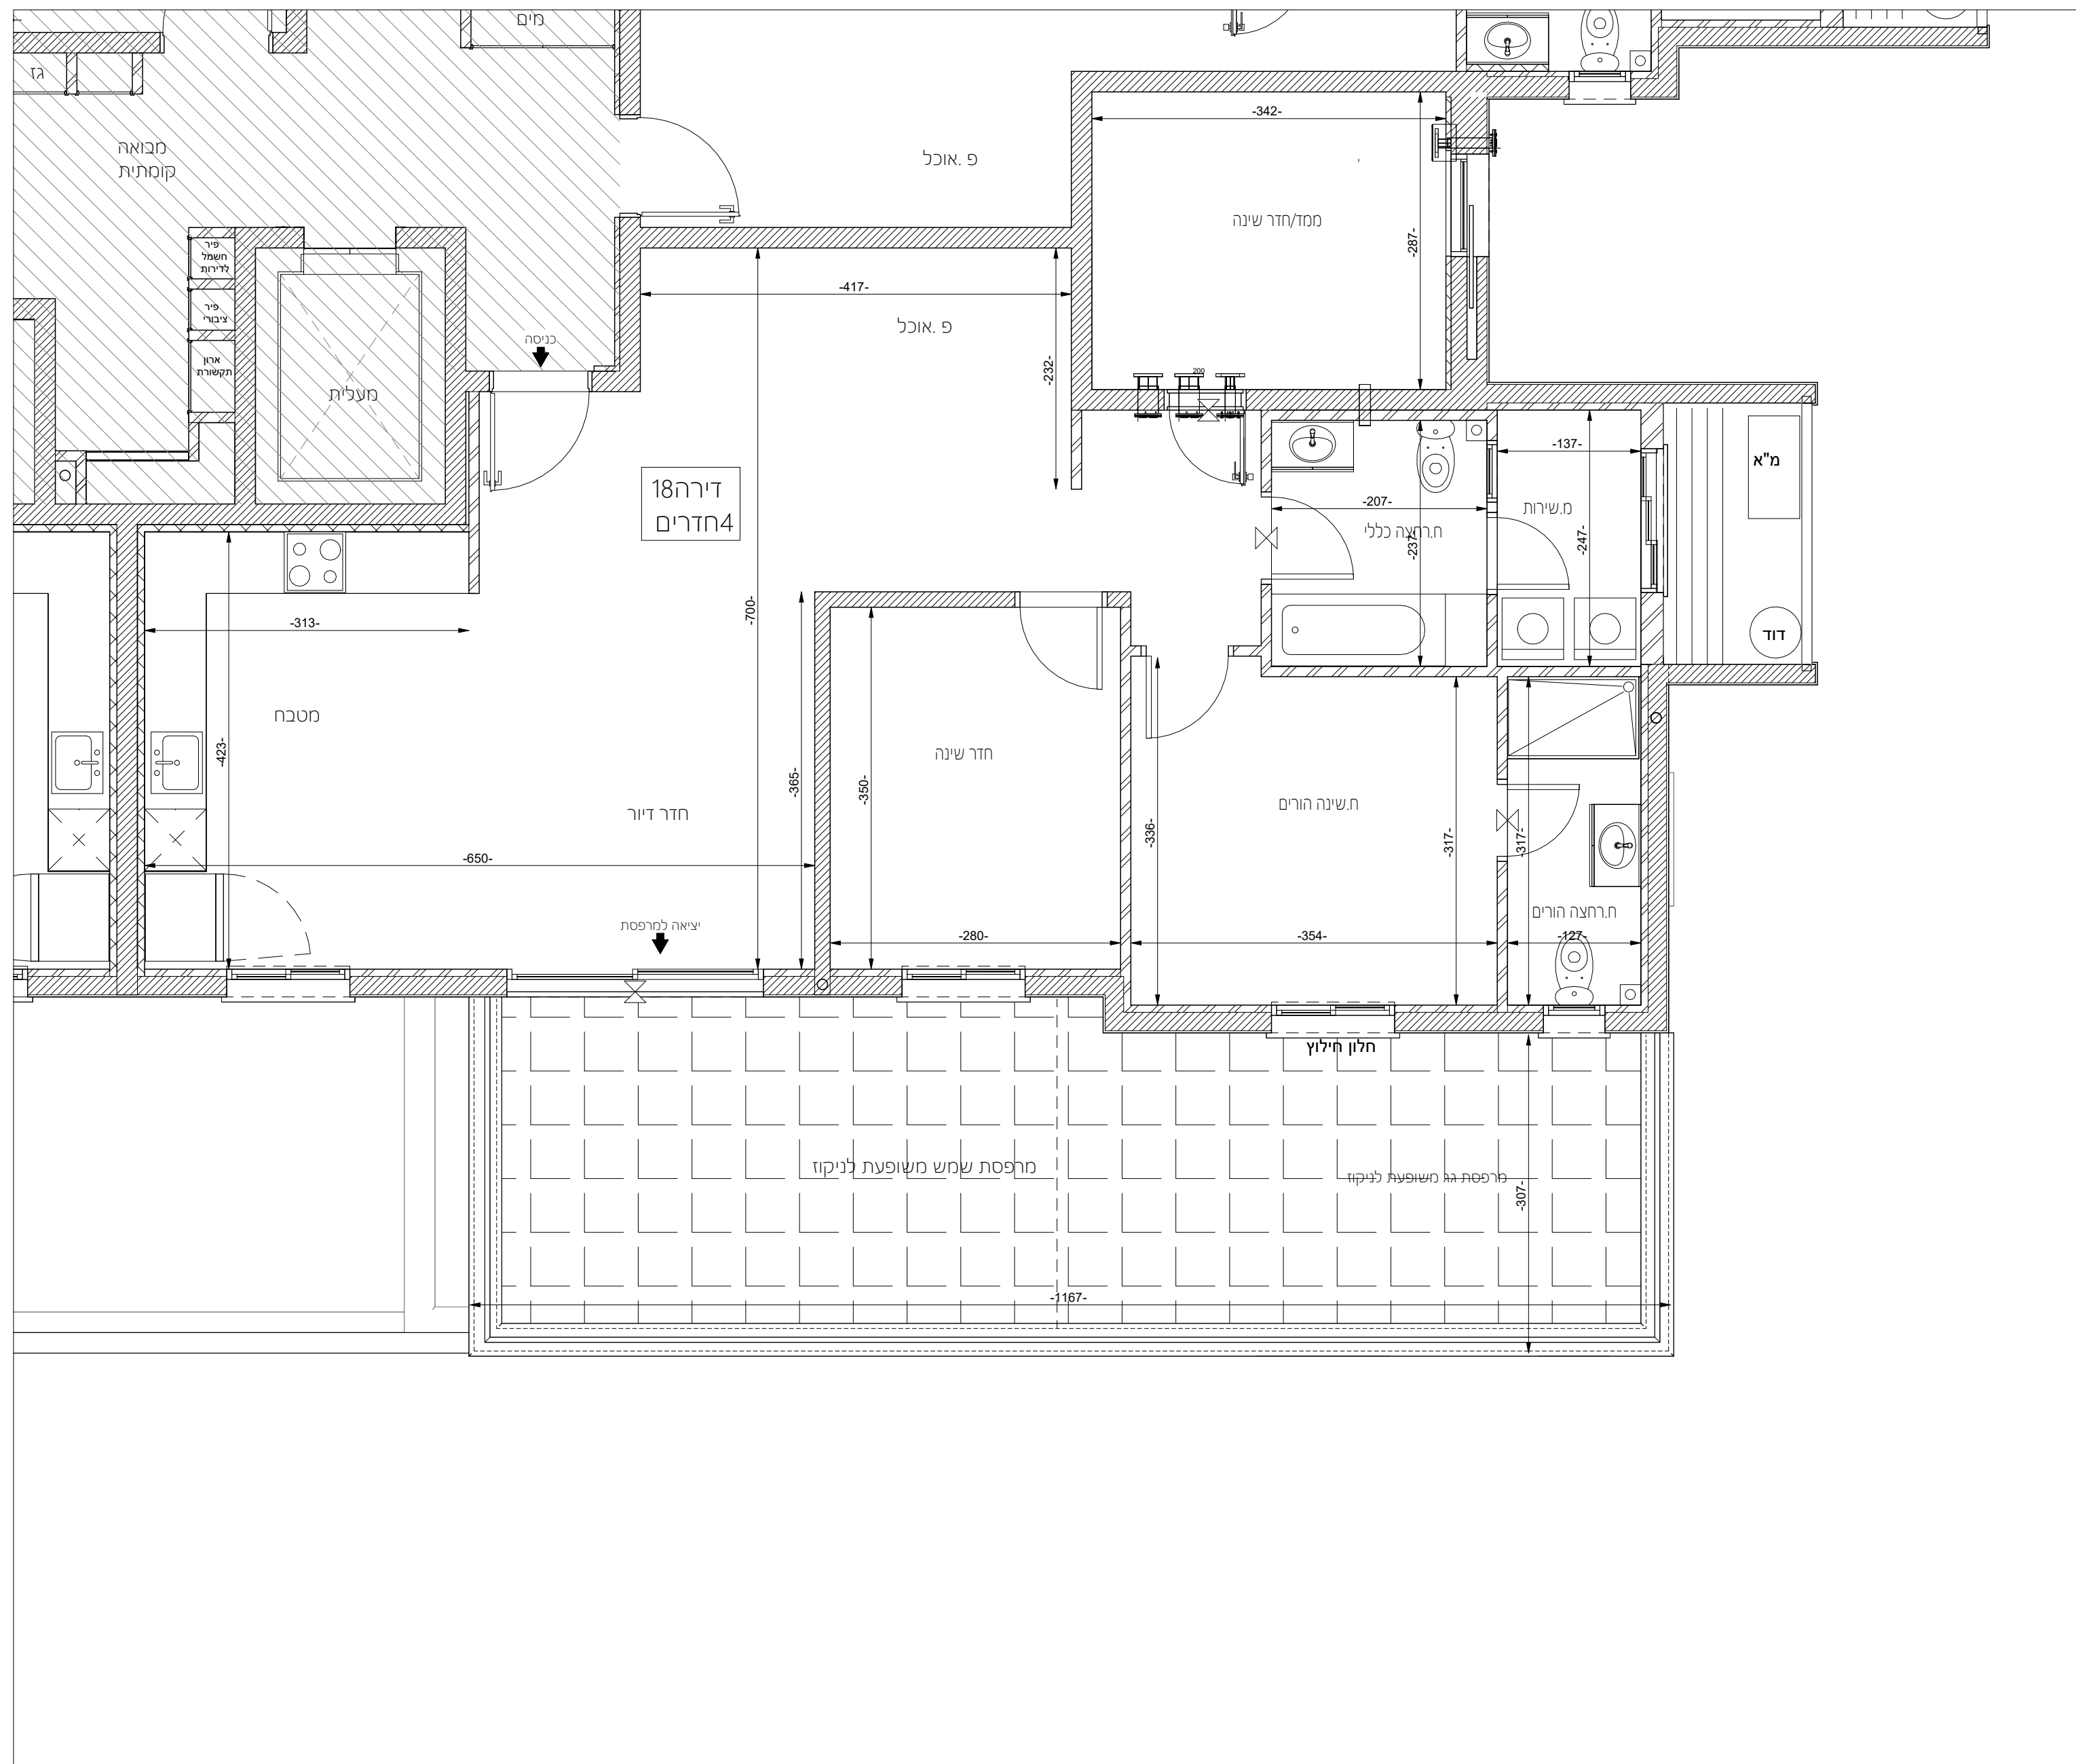 מים
גז
מבואה
קומתית
פ .אוכל
-342-
ממד/חדר שינה
-287-
פיר
חשמל
לדירות
פיר
ציבורי
ארון
תקשורת
מעלית
כניסה
-417-
פ .אוכל
-232-
200
דירה18
4חדרים
-207-
ח.רחצה כללי
-237-
-137-
מ.שירות
-247-
מ"א
דוד
-313-
-700-
מטבח
-423-
-365-
-350-
חדר שינה
חדר דיור
-650-
-336-
ח.שינה הורים
-317-
-317-
יציאה למרפסת
-280-
-354-
ח.רחצה הורים
-127-
חלון חילוץ
מרפסת שמש משופעת לניקוז
מרפסת גג משופעת לניקוז
-307-
-1167-